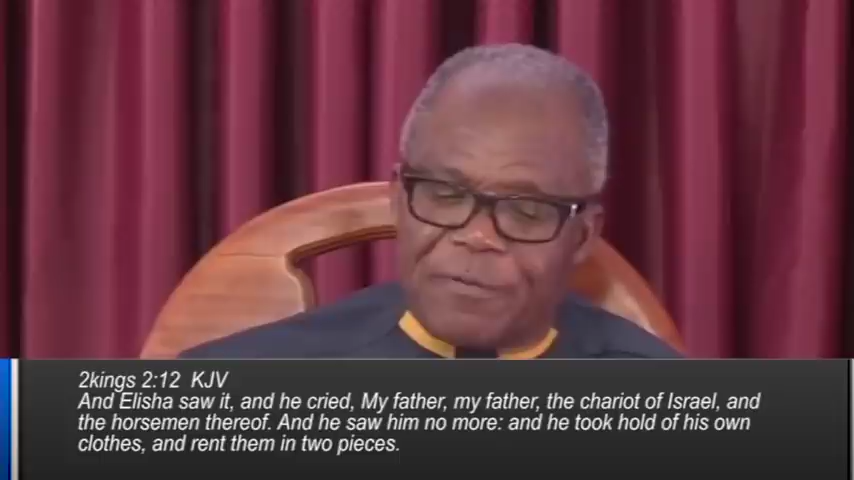 2kings 2:12 KJV
And Elisha saw it, and he cried, My father, my father, the chariot of Israel, and
the horsemen thereof. And he saw him no more: and he took hold of his own
clothes, and rent them in two pieces.